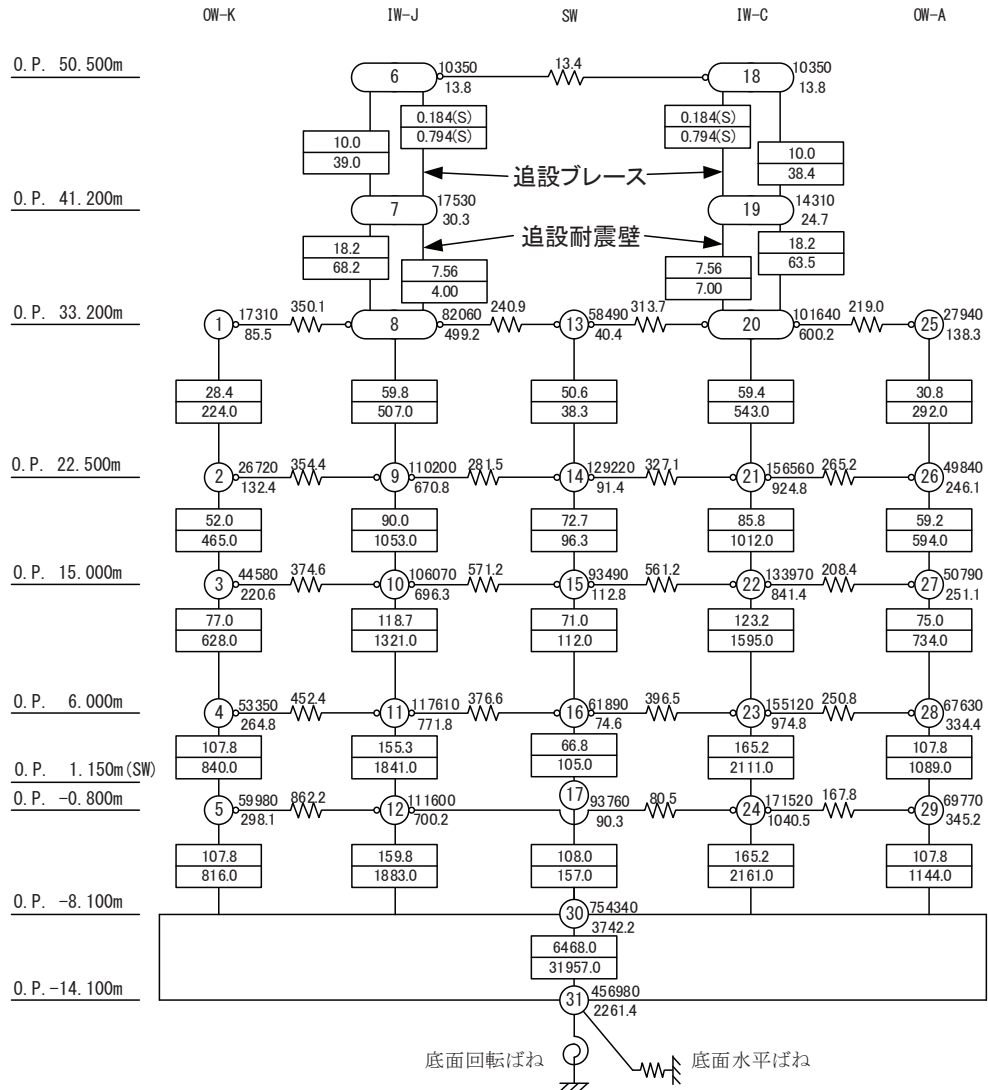 OW-K IW-J SW IW-C OW-A
O.P. 50.500m 6 10350 13.4 18 10350
13.8 13.8
0.184(S) 0.184(S)
0.794(S) 0.794(S)
10.0 10.0
39.0 38.4
追設ブレース
O.P. 41.200m 7 17530 19 14310
30.3 24.7
追設耐震壁
18.2 18.2
68.2 63.5
7.56 7.56
4.00 7.00
O.P. 33.200m 1 17310 350.1 8 82060 240.9 13 58490 313.7 20 101640 219.0 25 27940
85.5 499.2 40.4 600.2 138.3
28.4 59.8 50.6 59.4 30.8
224.0 507.0 38.3 543.0 292.0
O.P. 22.500m 2 26720 354.4 9 110200 281.5 14 129220 327.1 21 156560 265.2 26 49840
132.4 670.8 91.4 924.8 246.1
52.0 90.0 72.7 85.8 59.2
465.0 1053.0 96.3 1012.0 594.0
O.P. 15.000m 3 44580 374.6 10 106070 571.2 15 93490 561.2 22 133970 208.4 27 50790
220.6 696.3 112.8 841.4 251.1
77.0 118.7 71.0 123.2 75.0
628.0 1321.0 112.0 1595.0 734.0
O.P. 6.000m 4 53350 452.4 11 117610 376.6 16 61890 396.5 23 155120 250.8 28 67630
264.8 771.8 74.6 974.8 334.4
107.8 155.3 66.8 165.2 107.8
840.0 1841.0 105.0 2111.0 1089.0
O.P. 1.150m(SW) 17
O.P. -0.800m 5 59980 862.2 12 111600 93760 80.5 24 171520 167.8 29 69770
298.1 700.2 90.3 1040.5 345.2
107.8 159.8 108.0 165.2 107.8
816.0 1883.0 157.0 2161.0 1144.0
O.P. -8.100m 30 754340
3742.2
6468.0
31957.0
O.P.-14.100m 31 456980
2261.4
底面回転ばね 底面水平ばね